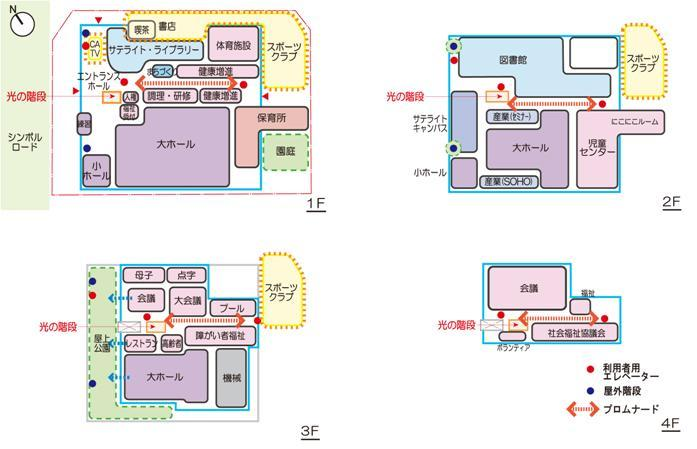 N
喫茶
書店
CA
TV
サテライト・ライブラリー
体育施設
スポーツ
クラブ
まちづくり
健康増進
エントランス
ホール
光の階段
人権
調理・研修
健康増進
福祉
受付
練習
大ホール
保育所
園庭
小
ホール
シンボル
ロード
1F
図書館
スポーツ
クラブ
光の階段
サテライト
キャンパス
産業(セミナー)
にこにこルーム
大ホール
児童
センター
小ホール
産業(SOHO)
2F
母子
点字
会議
大会議
プール
スポーツ
クラブ
光の階段
障がい者福祉
屋上
公園
レストラン
高齢者
大ホール
機械
3F
会議
福祉
光の階段
社会福祉協議会
ボランティア
利用者用
エレベーター
屋外階段
プロムナード
4F